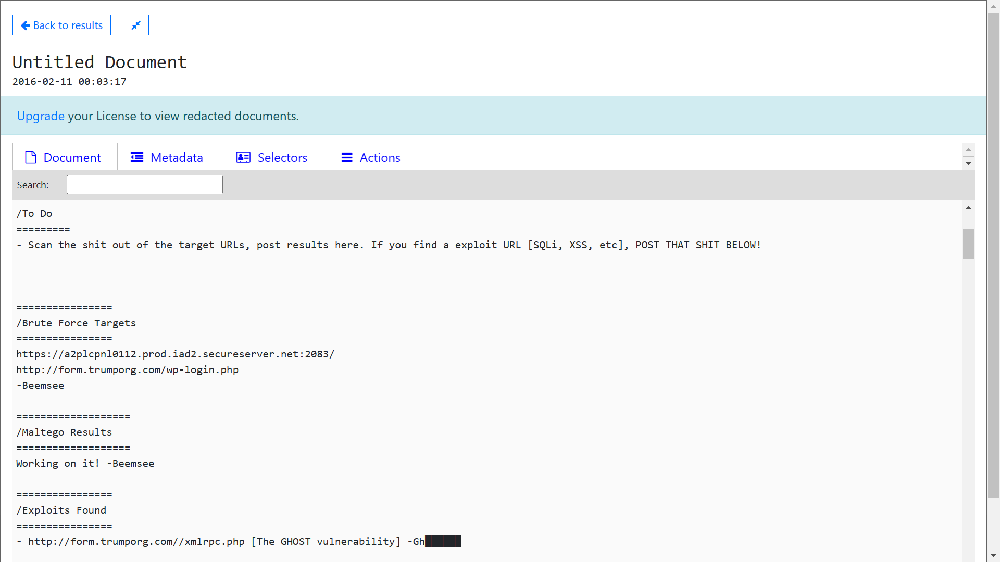 Back to results
Untitled Document
2016-02-11 00:03:17
Upgrade your License to view redacted documents.
Document Metadata Selectors Actions
Search:
/To Do
=========
- Scan the shit out of the target URLs, post results here. If you find a exploit URL [SQLi, XSS, etc], POST THAT SHIT BELOW!
================
/Brute Force Targets
================
https://a2plcpnl0112.prod.iad2.secureserver.net:2083/
http://form.trumporg.com/wp-login.php
-Beemsee
===================
/Maltego Results
===================
Working on it! -Beemsee
================
/Exploits Found
================
- http://form.trumporg.com//xmlrpc.php [The GHOST vulnerability] -Gh██████